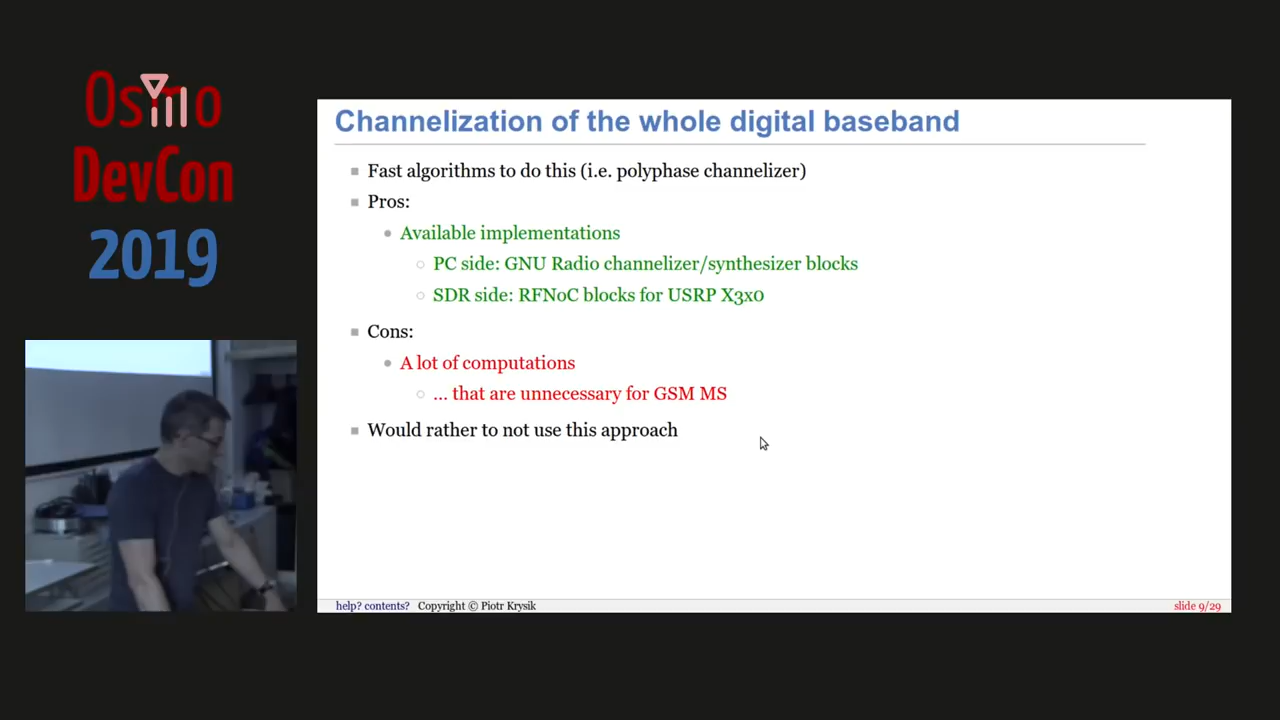 Osmo
DevCon
2019
Channelization of the whole digital baseband
Fast algorithms to do this (i.e. polyphase channelizer)
Pros:
Available implementations
PC side: GNU Radio channelizer/synthesizer blocks
SDR side: RFNoC blocks for USRP X3x0
Cons:
A lot of computations
... that are unnecessary for GSM MS
Would rather to not use this approach
help? contents? Copyright © Piotr Krysik
slide 9/29